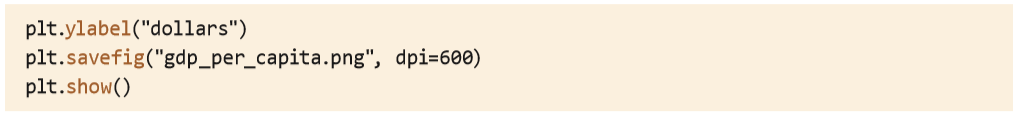 plt.ylabel("dollars")
plt.savefig("gdp_per_capita.png", dpi=600)
plt.show()